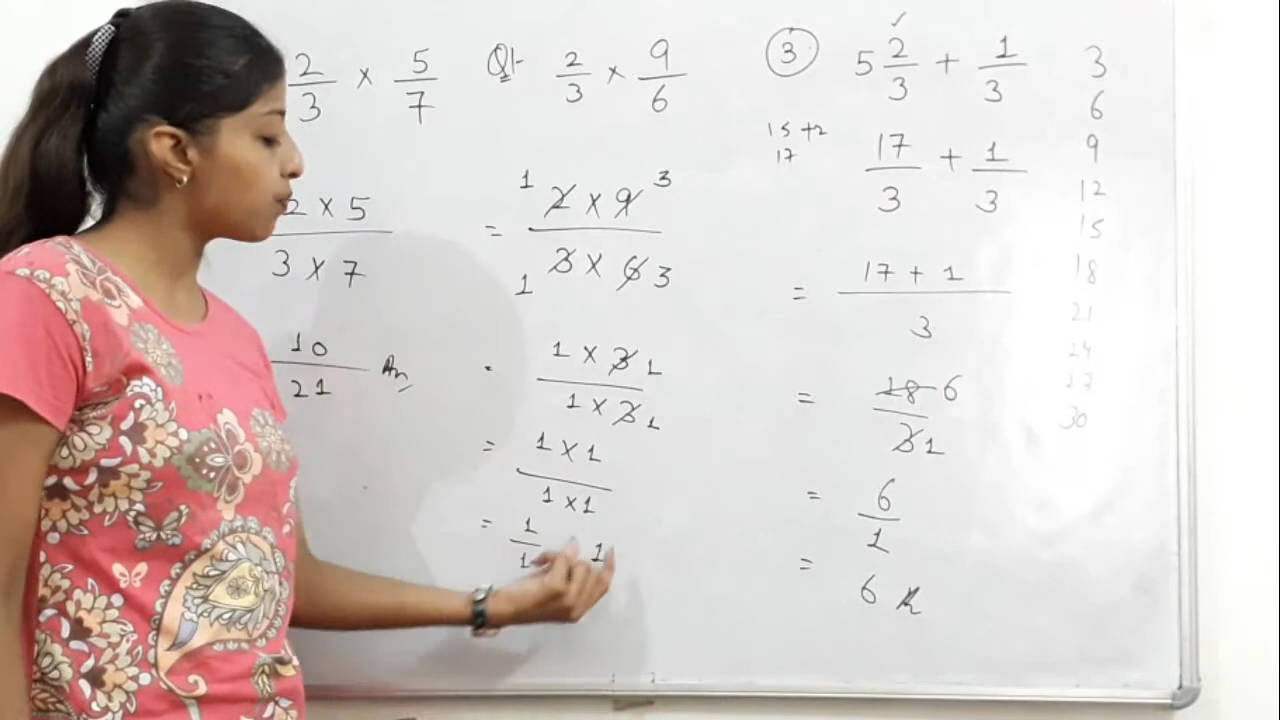 2/3 × 5/7
2 × 5 / 3 × 7
10/21 An
Q1- 2/3 × 9/6
= 1 2 × 9 3 / 1 3 × 6 3
= 1 × 3 1 / 1 × 3 1
= 1 × 1 / 1 × 1
= 1/1 1
3 5 2/3 + 1/3
15 + 2
17
17/3 + 1/3
= 17 + 1 / 3
= 18 6 / 3 1
= 6/1
= 6
3
6
9
12
15
18
21
24
27
30